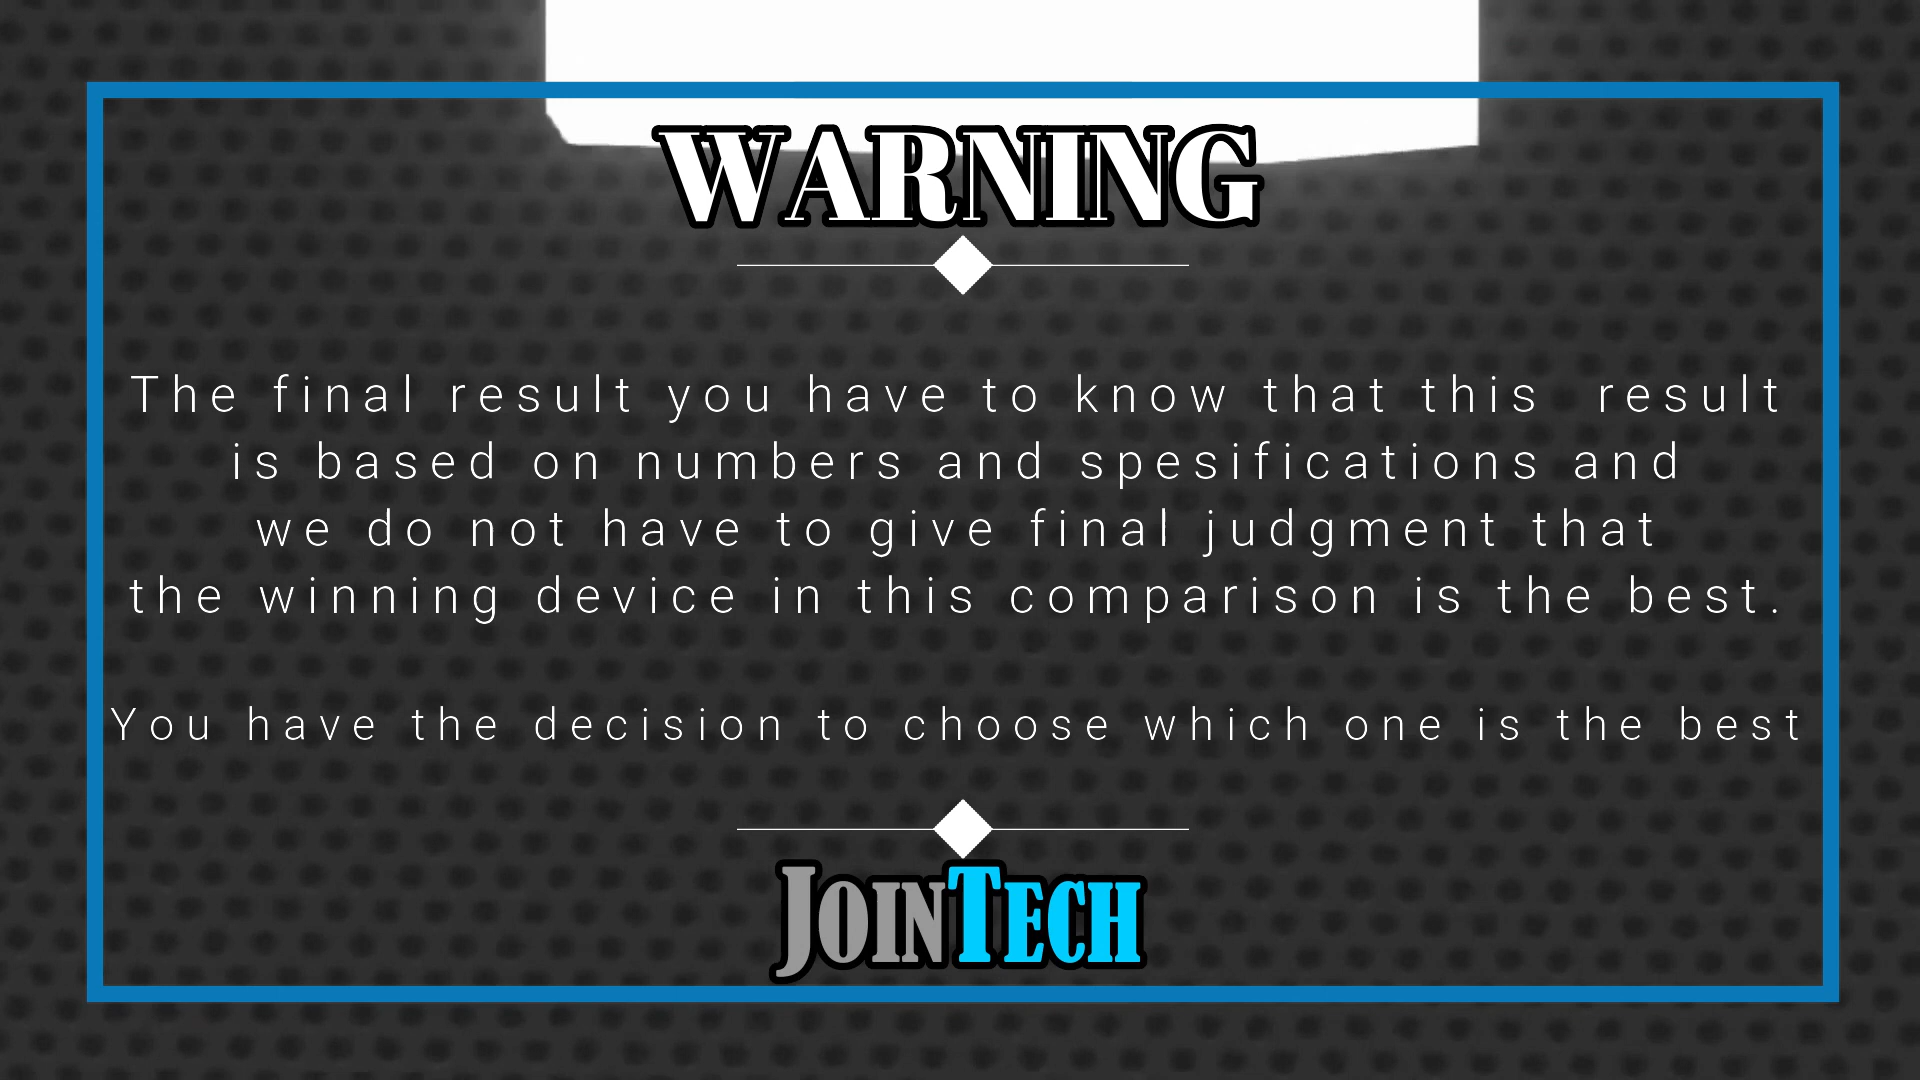 WARNING
The final result you have to know that this result
is based on numbers and spesifications and
we do not have to give final judgment that
the winning device in this comparison is the best.
You have the decision to choose which one is the best
JOINTECH